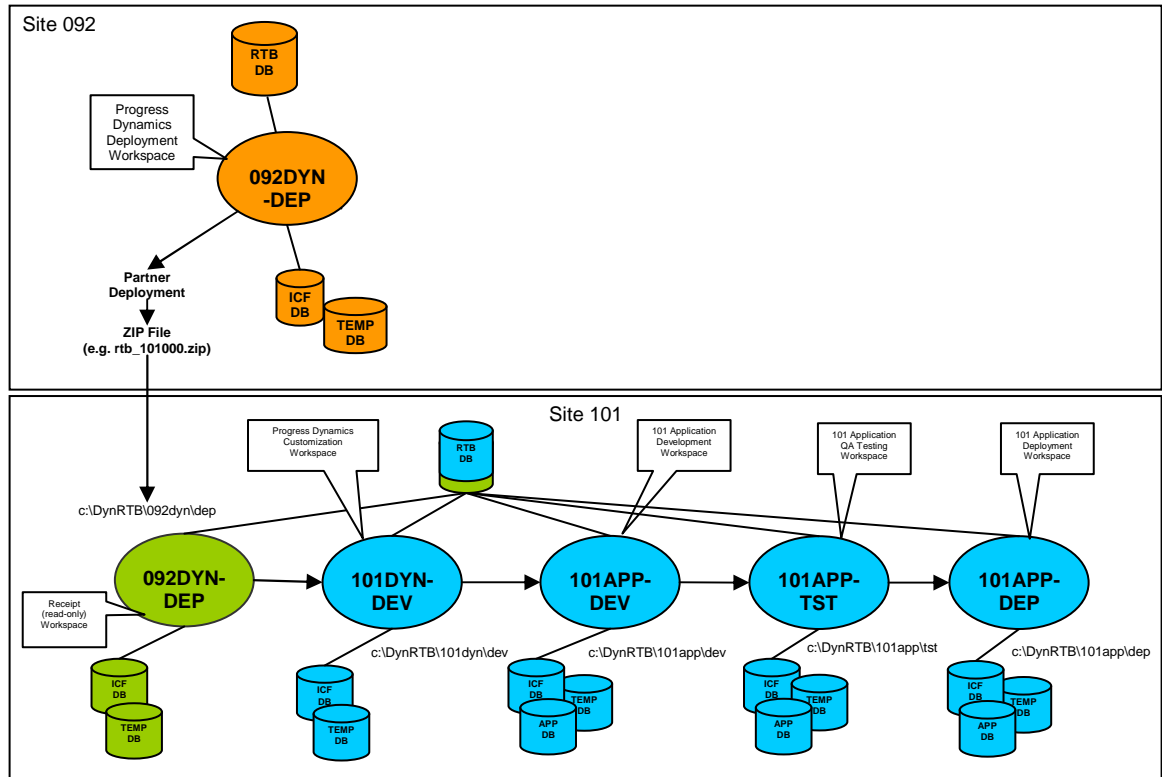 Site 092
RTB
DB
Progress
Dynamics
Deployment
Workspace
092DYN
-DEP
Partner
Deployment
ICF
DB
TEMP
DB
ZIP File
(e.g. rtb_101000.zip)
Site 101
Progress Dynamics
Customization
Workspace
RTB
DB
101 Application
Development
Workspace
101 Application
QA Testing
Workspace
101 Application
Deployment
Workspace
c:\DynRTB\092dyn\dep
092DYN-
DEP
101DYN-
DEV
101APP-
DEV
101APP-
TST
101APP-
DEP
Receipt
(read-only)
Workspace
c:\DynRTB\101dyn\dev
c:\DynRTB\101app\dev
c:\DynRTB\101app\tst
c:\DynRTB\101app\dep
ICF
DB
TEMP
DB
ICF
DB
TEMP
DB
ICF
DB
TEMP
DB
APP
DB
ICF
DB
TEMP
DB
APP
DB
ICF
DB
TEMP
DB
APP
DB